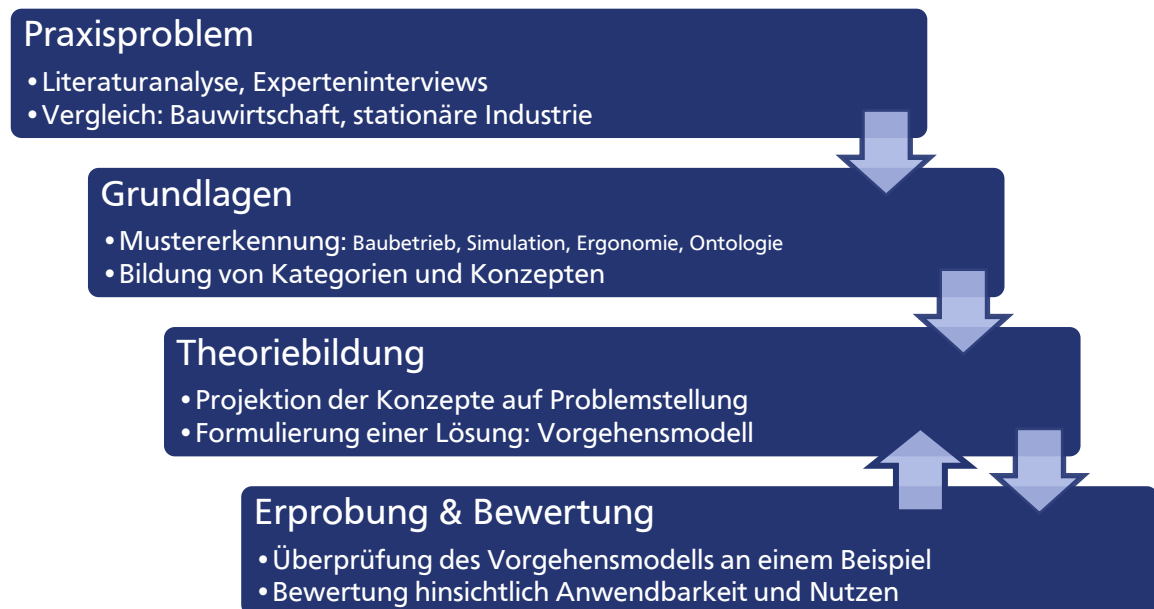 Praxisproblem
•Literaturanalyse, Experteninterviews
•Vergleich: Bauwirtschaft, stationäre Industrie
Grundlagen
•Mustererkennung: Baubetrieb, Simulation, Ergonomie, Ontologie
•Bildung von Kategorien und Konzepten
Theoriebildung
•Projektion der Konzepte auf Problemstellung
•Formulierung einer Lösung: Vorgehensmodell
Erprobung & Bewertung
•Überprüfung des Vorgehensmodells an einem Beispiel
•Bewertung hinsichtlich Anwendbarkeit und Nutzen